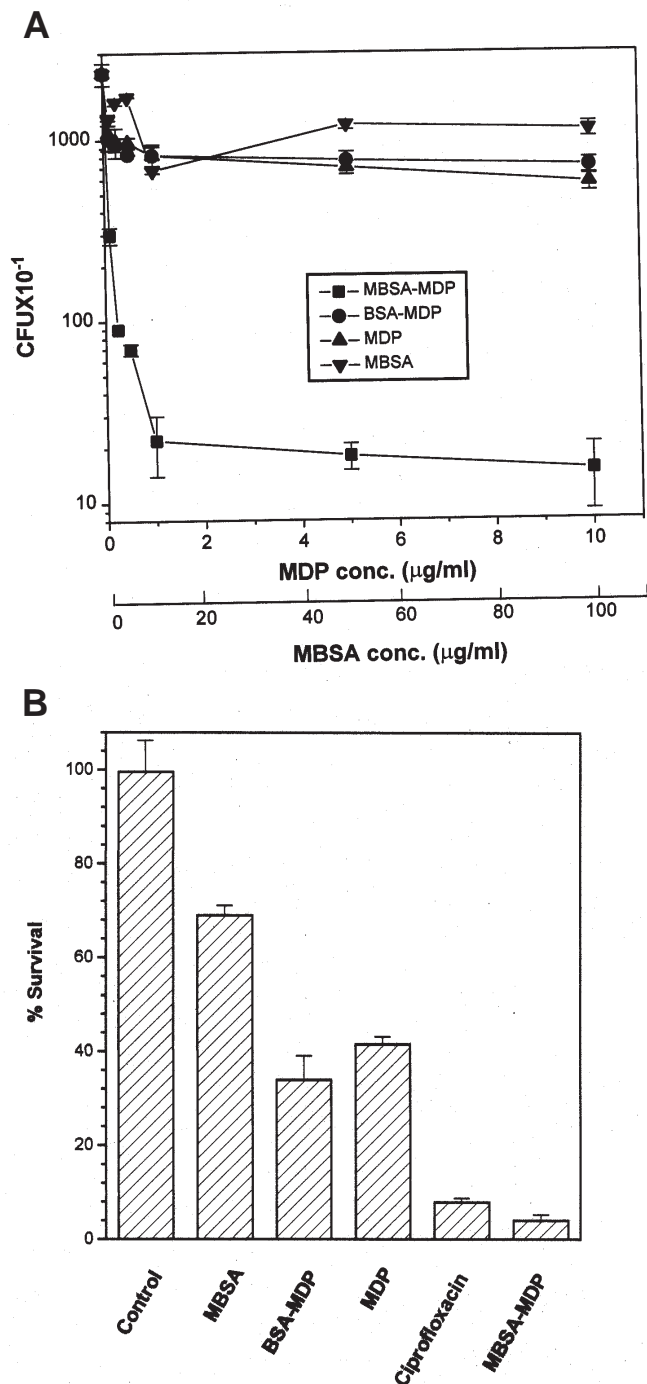 A
1000
100
10
CFUX10-1
MBSA-MDP
BSA-MDP
MDP
MBSA
0 2 4 6 8 10
MDP conc. (μg/ml)
0 20 40 60 80 100
MBSA conc. (μg/ml)
B
100
80
60
40
20
0
% Survival
Control
MBSA
BSA-MDP
MDP
Ciprofloxacin
MBSA-MDP